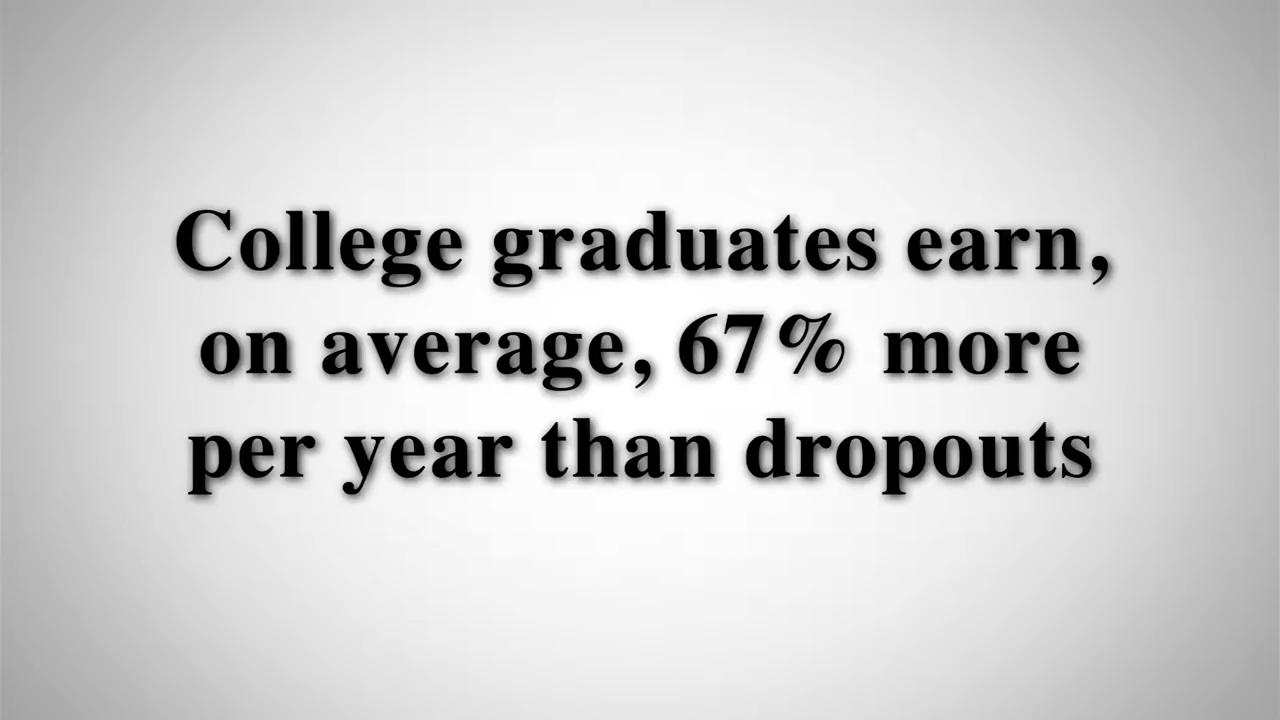 College graduates earn,
on average, 67% more
per year than dropouts